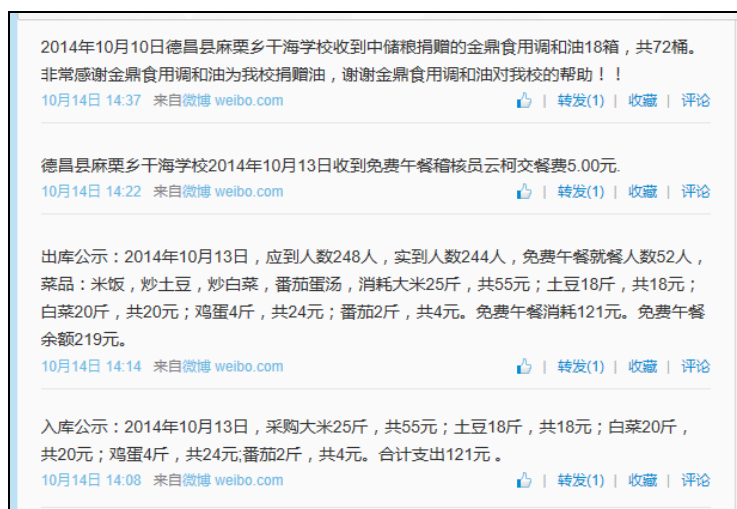 2014年10月10日德昌县麻栗乡干海学校收到中储粮捐赠的金鼎食用调和油18箱，共72桶。
非常感谢金鼎食用调和油为我校捐赠油，谢谢金鼎食用调和油对我校的帮助！！
10月14日 14:37 来自微博 weibo.com | 转发(1) | 收藏 | 评论
德昌县麻栗乡干海学校2014年10月13日收到免费午餐稽核员云柯交餐费5.00元.
10月14日 14:22 来自微博 weibo.com | 转发(1) | 收藏 | 评论
出库公示：2014年10月13日，应到人数248人，实到人数244人，免费午餐就餐人数52人，
菜品：米饭，炒土豆，炒白菜，番茄蛋汤，消耗大米25斤，共55元；土豆18斤，共18元；
白菜20斤，共20元；鸡蛋4斤，共24元；番茄2斤，共4元。免费午餐消耗121元。免费午餐
余额219元。
10月14日 14:14 来自微博 weibo.com | 转发(1) | 收藏 | 评论
入库公示：2014年10月13日，采购大米25斤，共55元；土豆18斤，共18元；白菜20斤，
共20元；鸡蛋4斤，共24元;番茄2斤，共4元。合计支出121元 。
10月14日 14:08 来自微博 weibo.com | 转发(1) | 收藏 | 评论